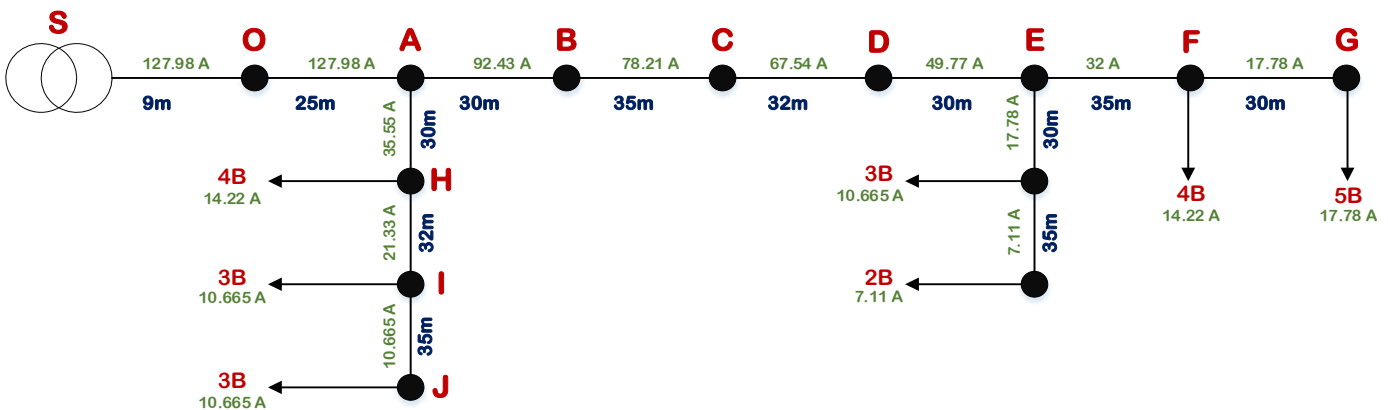 S
O
A
B
C
D
E
F
G
127.98 A
127.98 A
92.43 A
78.21 A
67.54 A
49.77 A
32 A
17.78 A
9m
25m
30m
35m
32m
30m
35m
30m
35.55 A
30m
17.78 A
30m
4B
14.22 A
H
3B
10.665 A
4B
14.22 A
5B
17.78 A
21.33 A
32m
7.11 A
35m
3B
10.665 A
I
2B
7.11 A
10.665 A
35m
3B
10.665 A
J